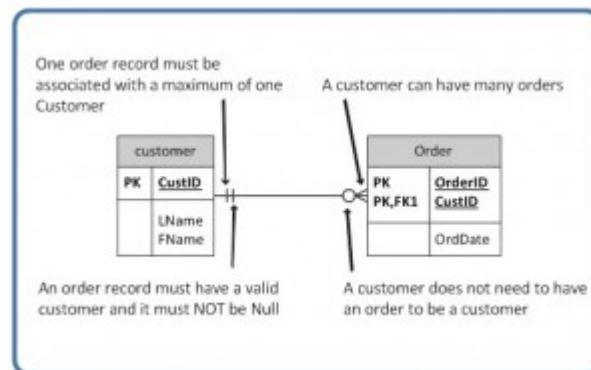 One order record must be
associated with a maximum of one
Customer
A customer can have many orders
customer
PK CustID
LName
FName
Order
PK OrderID
PK,FK1 CustID
OrdDate
An order record must have a valid
customer and it must NOT be Null
A customer does not need to have
an order to be a customer